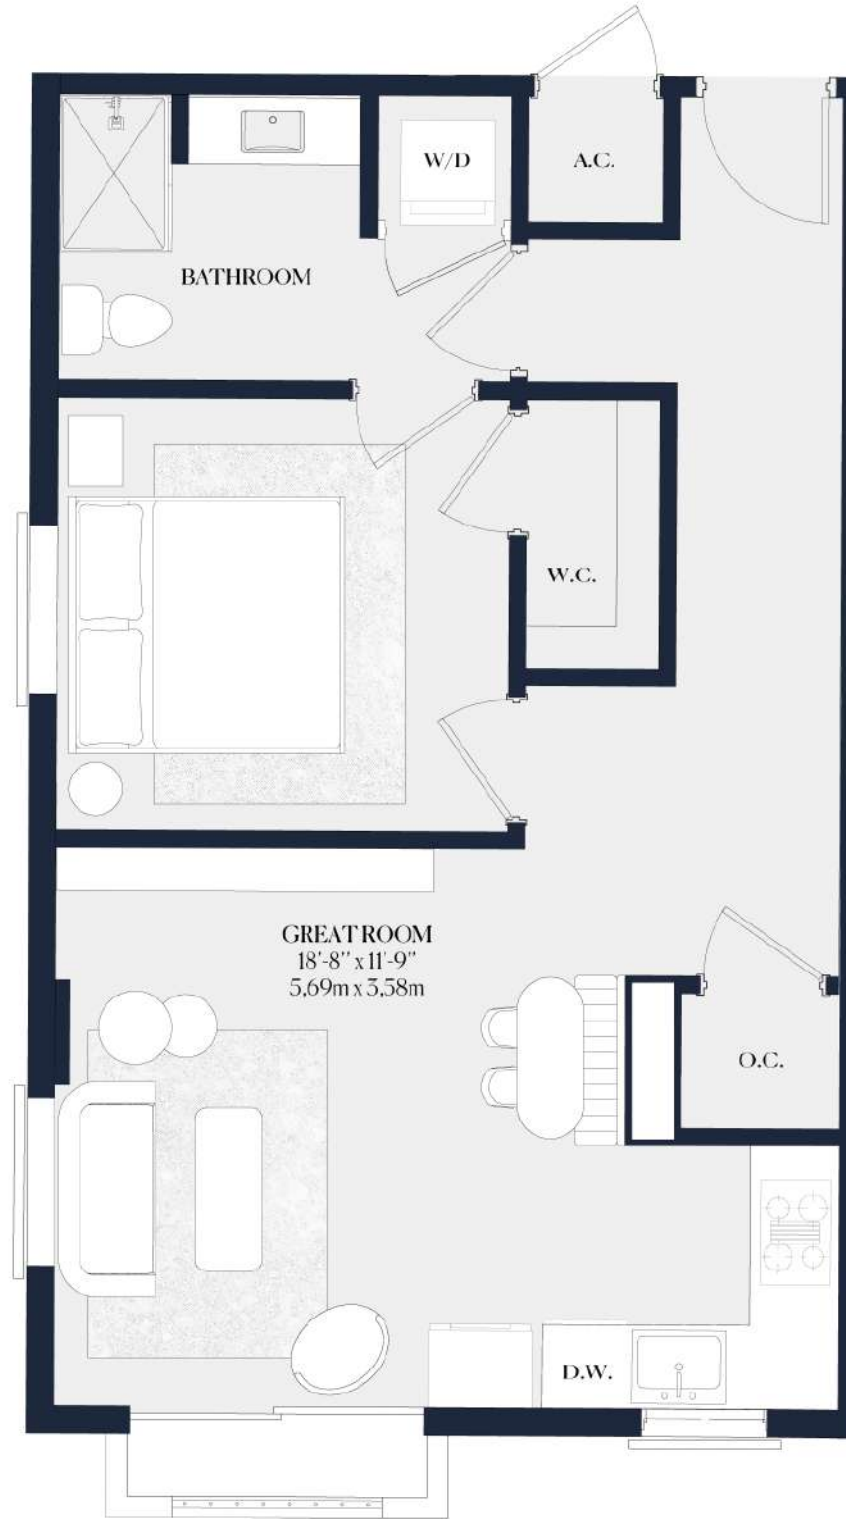 W/D
A.C.
BATHROOM
W.C.
GREAT ROOM
18'-8'' x 11'-9''
5,69m x 3,58m
O.C.
D.W.